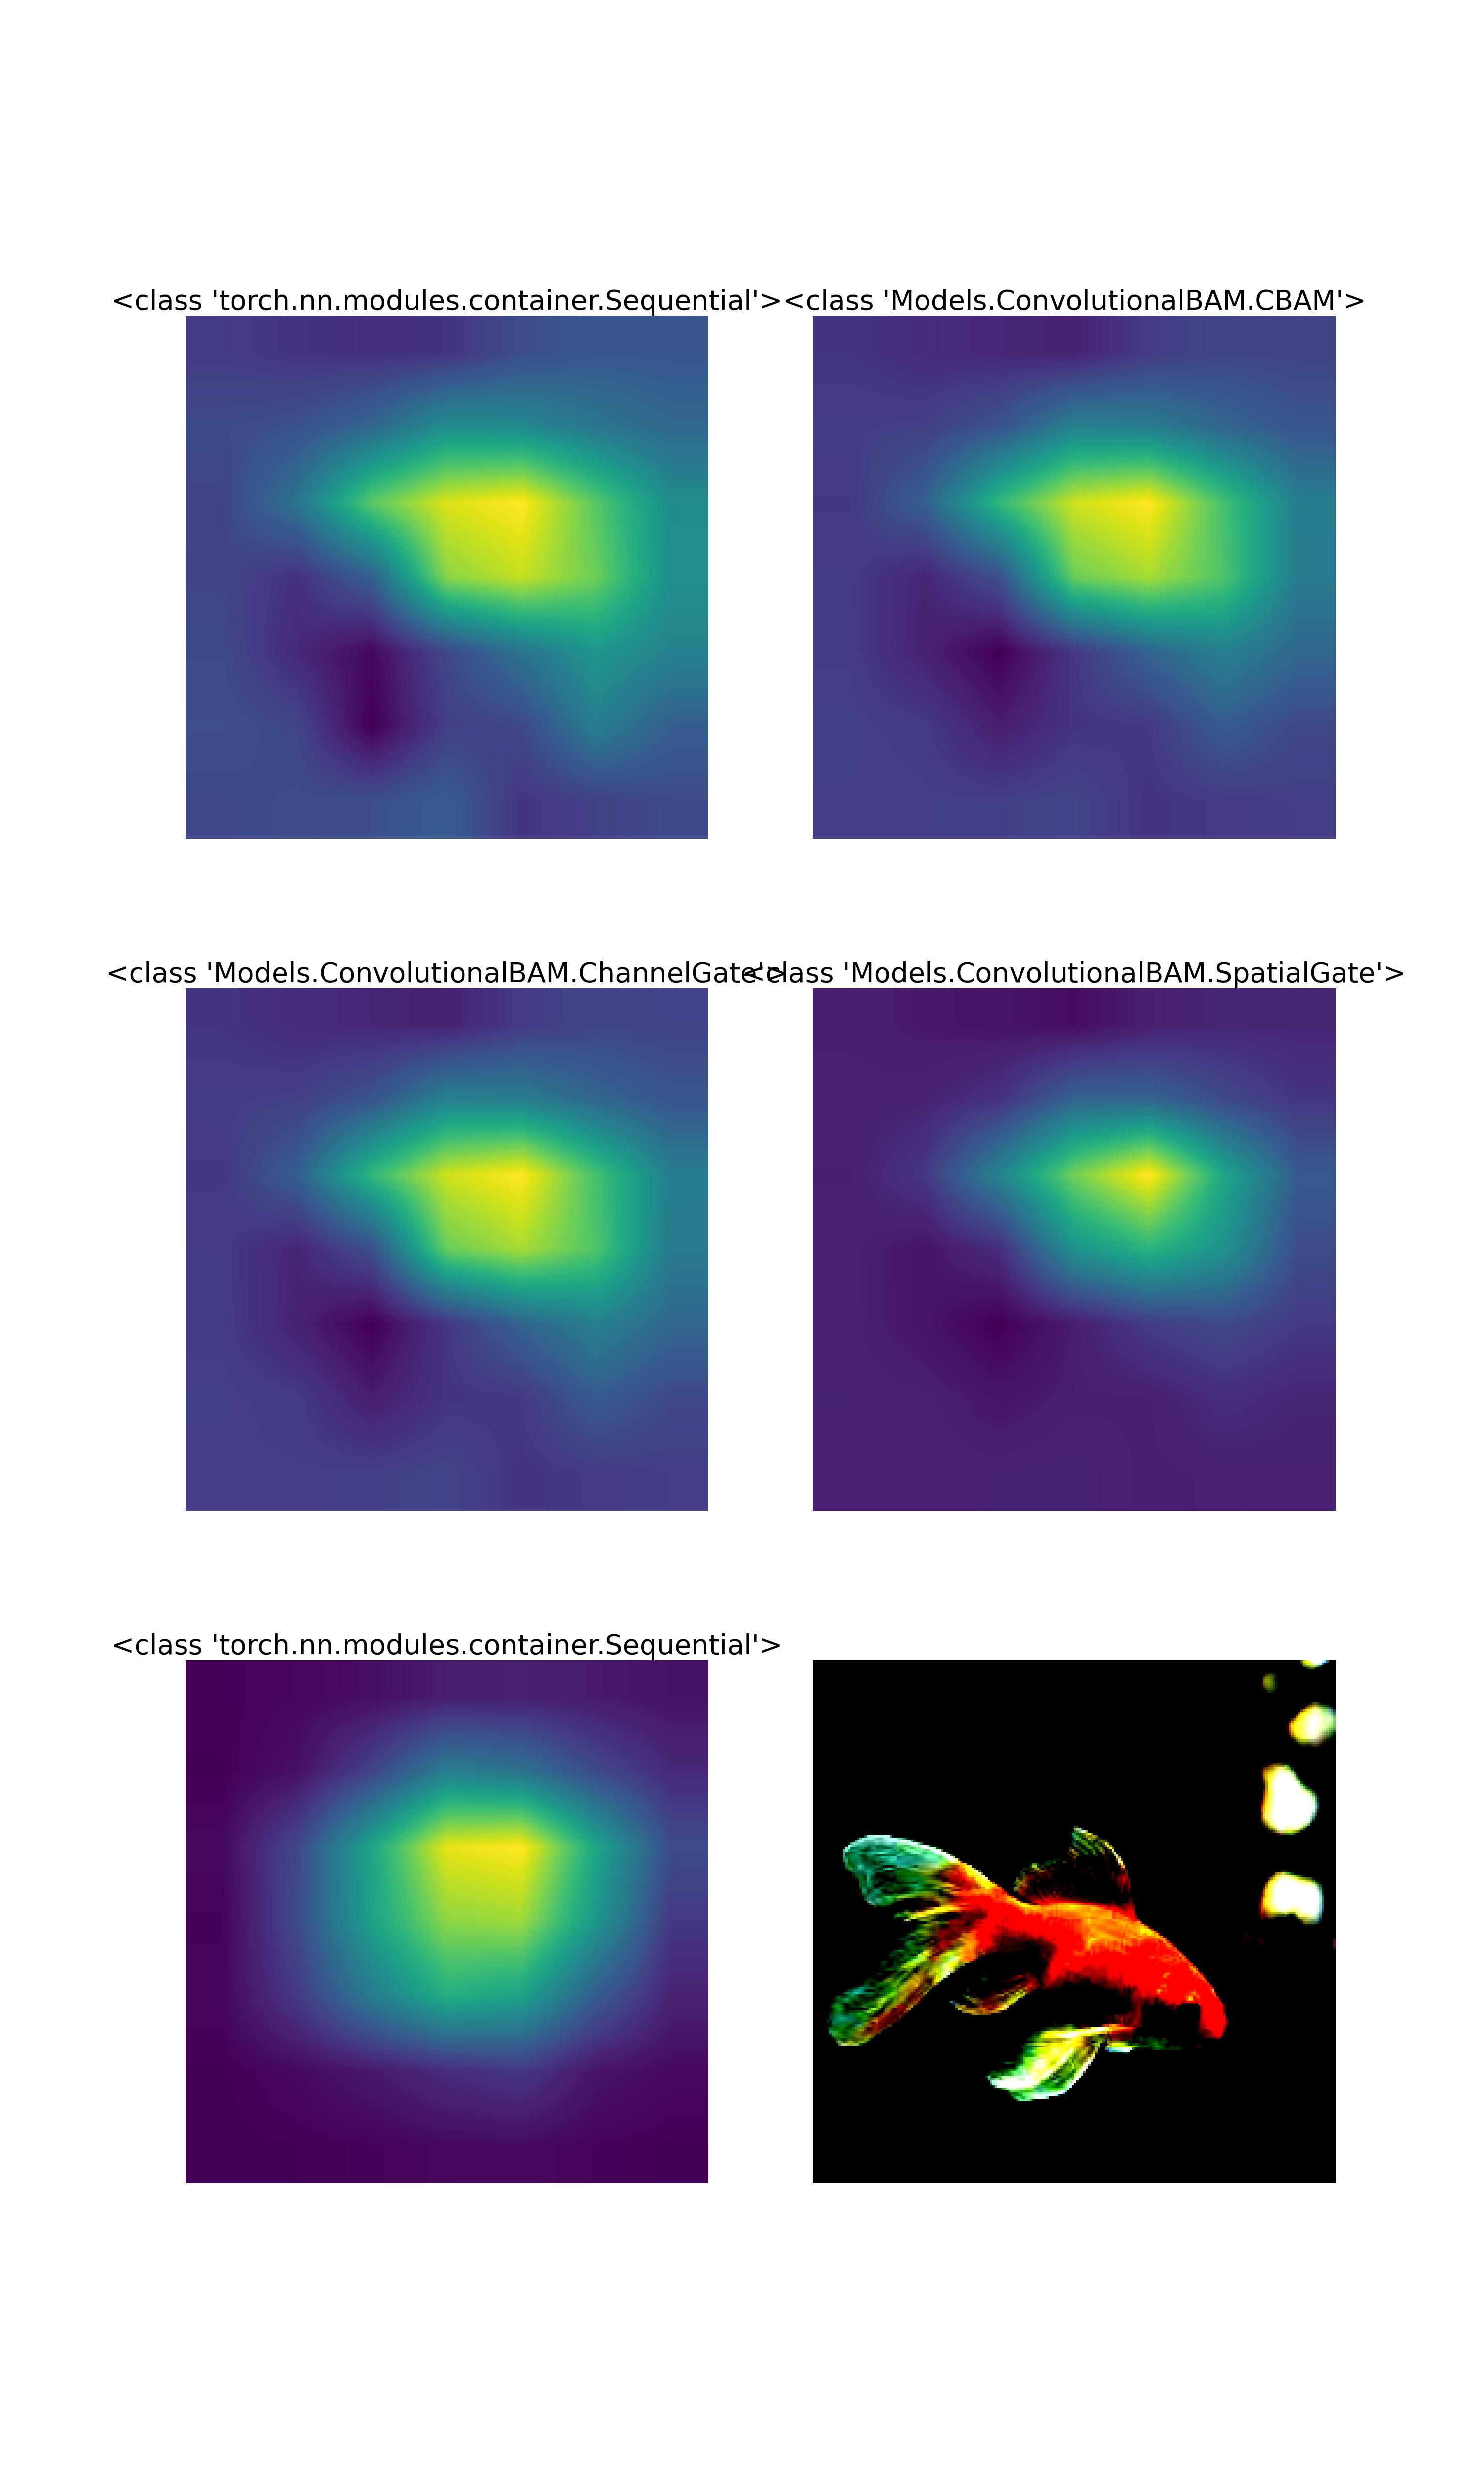 <class 'torch.nn.modules.container.Sequential'>
<class 'Models.ConvolutionalBAM.CBAM'>
<class 'Models.ConvolutionalBAM.ChannelGate'>
<class 'Models.ConvolutionalBAM.SpatialGate'>
<class 'torch.nn.modules.container.Sequential'>